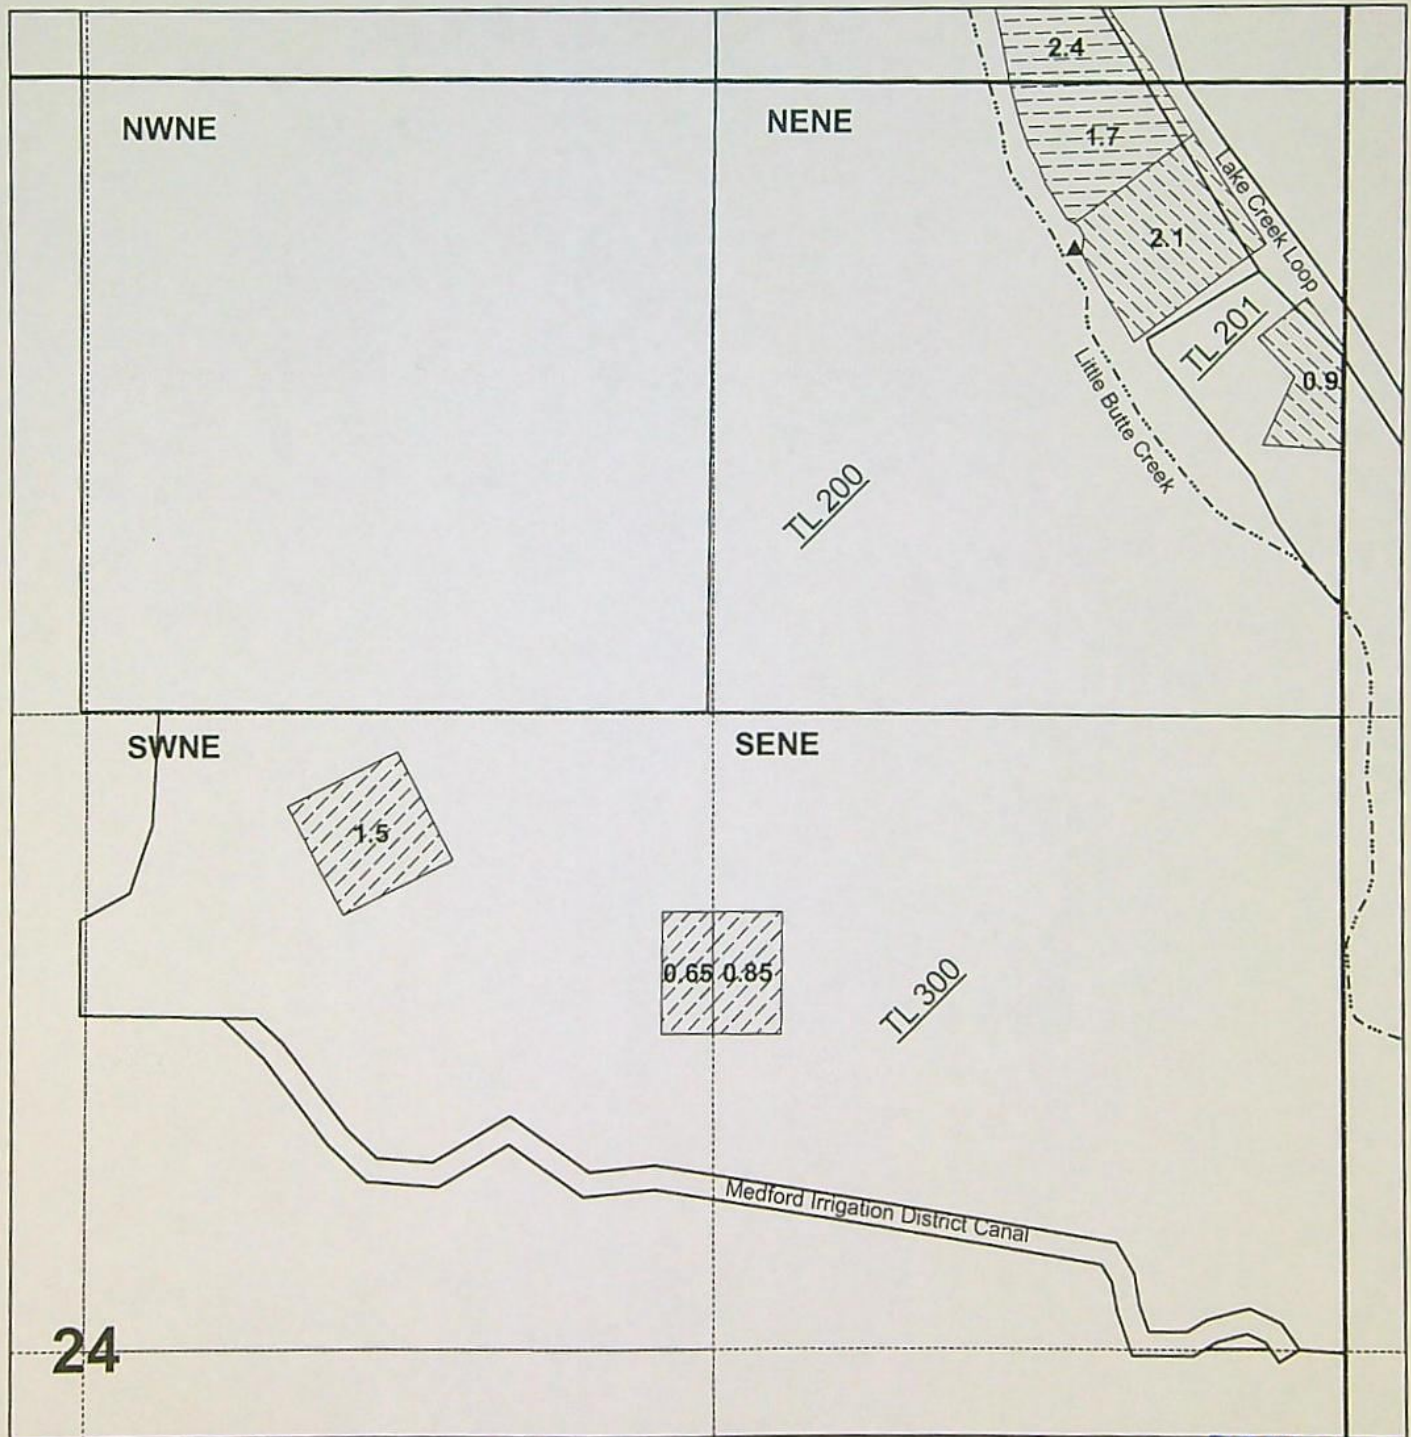 2.4
NWNE
NENE
1.7
Lake Creek Loop
2.1
TL 201
0.9
Little Butte Creek
TL 200
SWNE
SENE
1.5
0.65 0.85
TL 300
Medford Irrigation District Canal
24